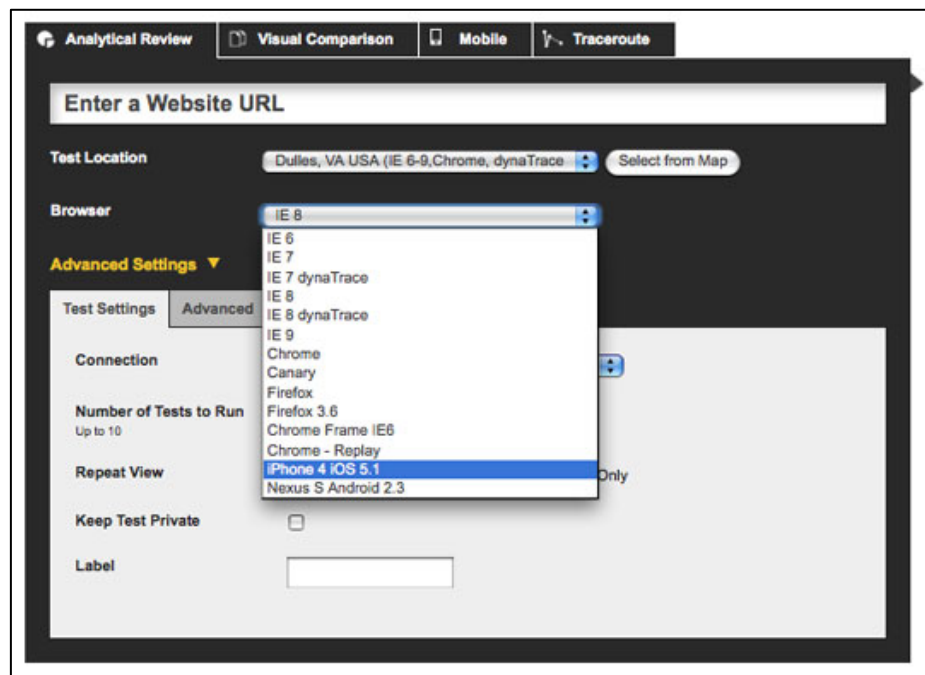 Analytical Review Visual Comparison Mobile Traceroute
Enter a Website URL
Test Location Dulles, VA USA (IE 6-9,Chrome, dynaTrace Select from Map
Browser IE 8
IE 6
IE 7
Advanced Settings ▼ IE 7 dynaTrace
IE 8
Test Settings Advanced IE 8 dynaTrace
IE 9
Connection Chrome
Canary
Firefox
Number of Tests to Run Firefox 3.6
Up to 10 Chrome Frame IE6
Chrome - Replay
Repeat View iPhone 4 iOS 5.1 Only
Nexus S Android 2.3
Keep Test Private
Label